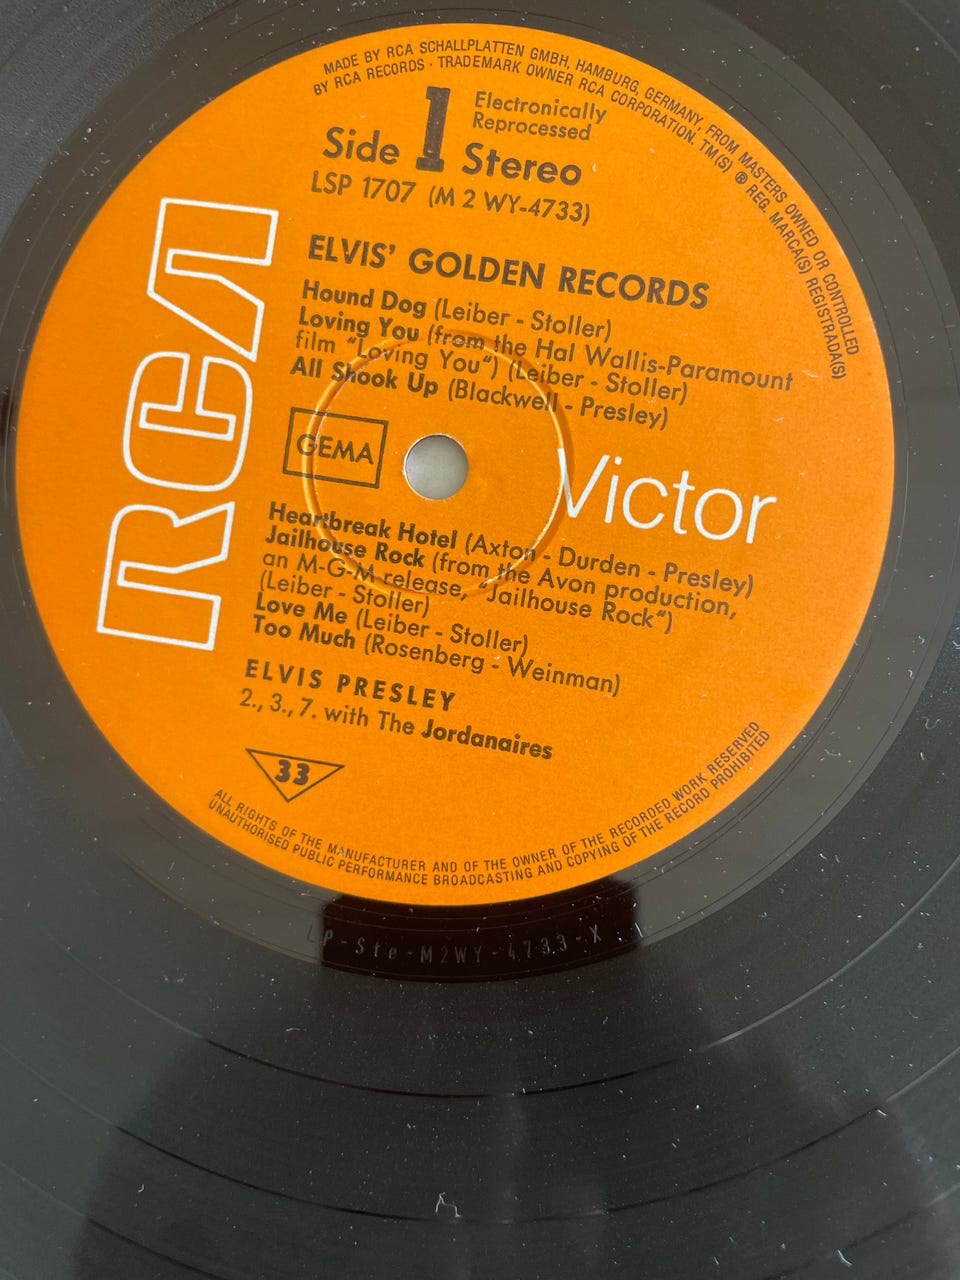 MADE BY RCA SCHALLPLATTEN GMBH, HAMBURG, GERMANY, FROM MASTERS OWNED OR CONTROLLED
BY RCA RECORDS · TRADEMARK OWNER RCA CORPORATION. TM(S) ® REG. MARCA(S) REGISTRADA(S)
Side 1 Electronically
Reprocessed
Stereo
LSP 1707 (M 2 WY-4733)
RCA
ELVIS' GOLDEN RECORDS
Hound Dog (Leiber - Stoller)
Loving You (from the Hal Wallis-Paramount
film "Loving You") (Leiber - Stoller)
All Shook Up (Blackwell - Presley)
GEMA
Victor
Heartbreak Hotel (Axton - Durden - Presley)
Jailhouse Rock (from the Avon production,
an M-G-M release, "Jailhouse Rock")
(Leiber - Stoller)
Love Me (Leiber - Stoller)
Too Much (Rosenberg - Weinman)
ELVIS PRESLEY
2., 3., 7. with The Jordanaires
33
ALL RIGHTS OF THE MANUFACTURER AND OF THE OWNER OF THE RECORDED WORK RESERVED
UNAUTHORISED PUBLIC PERFORMANCE BROADCASTING AND COPYING OF THE RECORD PROHIBITED
LP-Ste-M2WY-4733-X